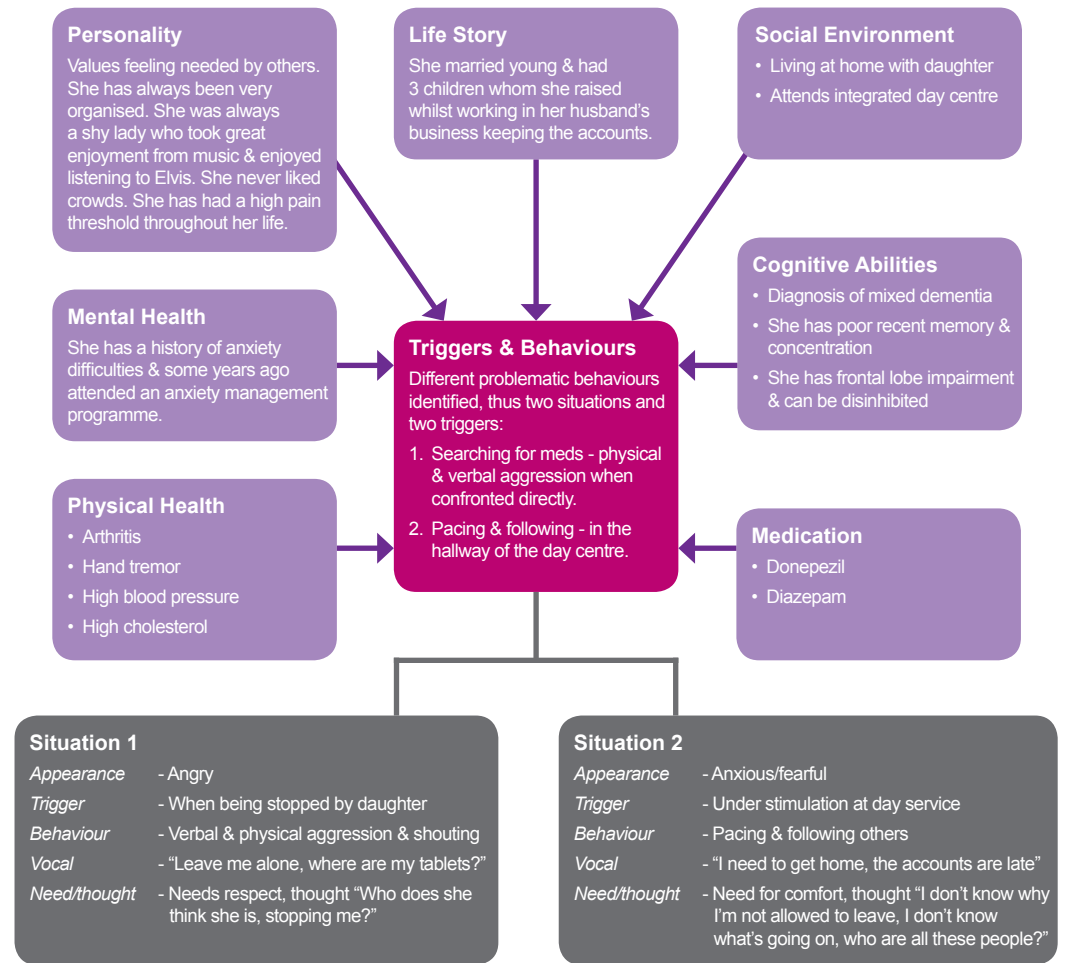 Personality
Values feeling needed by others.
She has always been very
organised. She was always
a shy lady who took great
enjoyment from music & enjoyed
listening to Elvis. She never liked
crowds. She has had a high pain
threshold throughout her life.
Life Story
She married young & had
3 children whom she raised
whilst working in her husband's
business keeping the accounts.
Social Environment
• Living at home with daughter
• Attends integrated day centre
Mental Health
She has a history of anxiety
difficulties & some years ago
attended an anxiety management
programme.
Triggers & Behaviours
Different problematic behaviours
identified, thus two situations and
two triggers:
1. Searching for meds - physical
& verbal aggression when
confronted directly.
2. Pacing & following - in the
hallway of the day centre.
Cognitive Abilities
• Diagnosis of mixed dementia
• She has poor recent memory &
concentration
• She has frontal lobe impairment
& can be disinhibited
Physical Health
• Arthritis
• Hand tremor
• High blood pressure
• High cholesterol
Medication
• Donepezil
• Diazepam
Situation 1
Appearance - Angry
Trigger - When being stopped by daughter
Behaviour - Verbal & physical aggression & shouting
Vocal - “Leave me alone, where are my tablets?”
Need/thought - Needs respect, thought “Who does she
think she is, stopping me?”
Situation 2
Appearance - Anxious/fearful
Trigger - Under stimulation at day service
Behaviour - Pacing & following others
Vocal - “I need to get home, the accounts are late”
Need/thought - Need for comfort, thought “I don't know why
I'm not allowed to leave, I don't know
what's going on, who are all these people?”